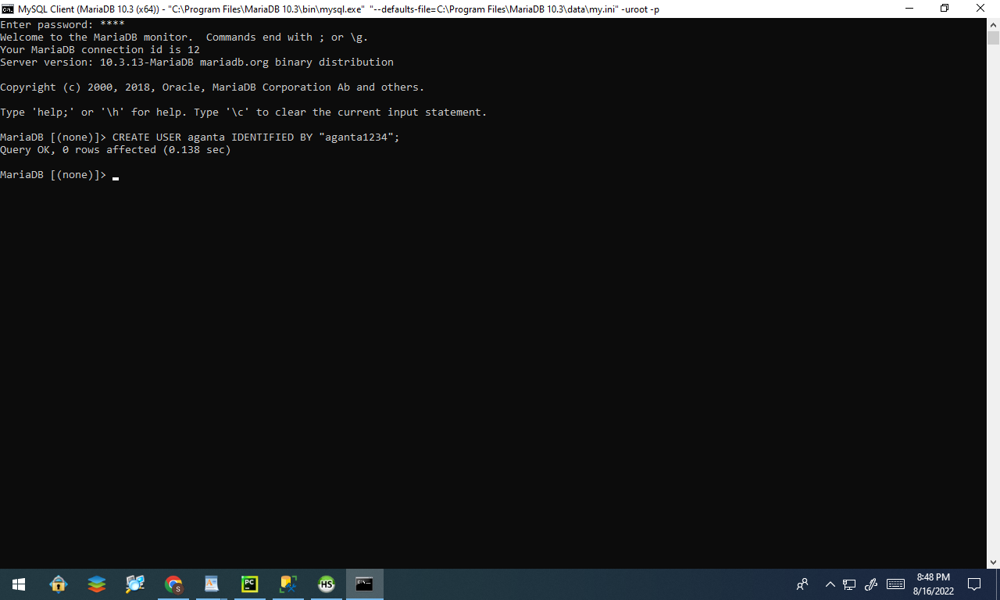 MySQL Client (MariaDB 10.3 (x64)) - "C:\Program Files\MariaDB 10.3\bin\mysql.exe"  "--defaults-file=C:\Program Files\MariaDB 10.3\data\my.ini" -uroot -p
Enter password: ****
Welcome to the MariaDB monitor.  Commands end with ; or \g.
Your MariaDB connection id is 12
Server version: 10.3.13-MariaDB mariadb.org binary distribution
Copyright (c) 2000, 2018, Oracle, MariaDB Corporation Ab and others.
Type 'help;' or '\h' for help. Type '\c' to clear the current input statement.
MariaDB [(none)]> CREATE USER aganta IDENTIFIED BY "aganta1234";
Query OK, 0 rows affected (0.138 sec)
MariaDB [(none)]>
S
PC
HS
8:48 PM
8/16/2022